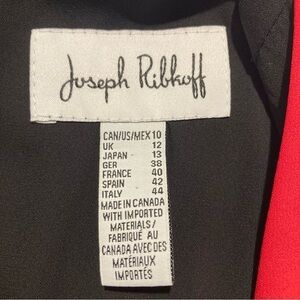 Joseph Ribkoff
CAN/US/MEX 10
UK 12
JAPAN 13
GER 38
FRANCE 40
SPAIN 42
ITALY 44
MADE IN CANADA
WITH IMPORTED
MATERIALS/
FABRIQUÉ AU
CANADA AVEC DES
MATÉRIAUX
IMPORTÉS